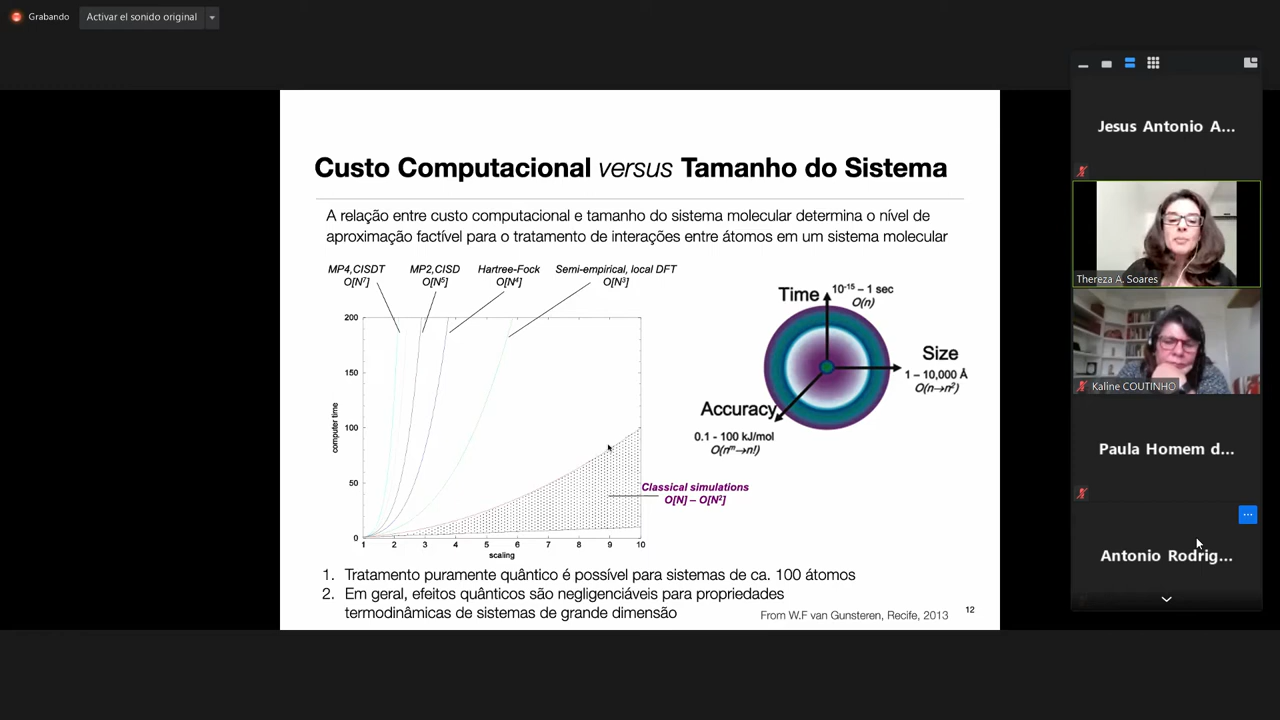 Grabando
Activar el sonido original
Custo Computacional versus Tamanho do Sistema
A relação entre custo computacional e tamanho do sistema molecular determina o nível de
aproximação factível para o tratamento de interações entre átomos em um sistema molecular
MP4,CISDT
O[N⁷]
MP2,CISD
O[N⁵]
Hartree-Fock
O[N⁴]
Semi-empirical, local DFT
O[N³]
200
150
100
50
0
computer time
1 2 3 4 5 6 7 8 9 10
scaling
Classical simulations
O[N] – O[N²]
Time
10⁻¹⁵ – 1 sec
O(n)
Size
1 – 10,000 Å
O(n→n²)
Accuracy
0.1 - 100 kJ/mol
O(nᵐ→n!)
1. Tratamento puramente quântico é possível para sistemas de ca. 100 átomos
2. Em geral, efeitos quânticos são negligenciáveis para propriedades
termodinâmicas de sistemas de grande dimensão
From W.F van Gunsteren, Recife, 2013
12
Jesus Antonio A...
Thereza A. Soares
Kaline COUTINHO
Paula Homem d...
Antonio Rodrig...